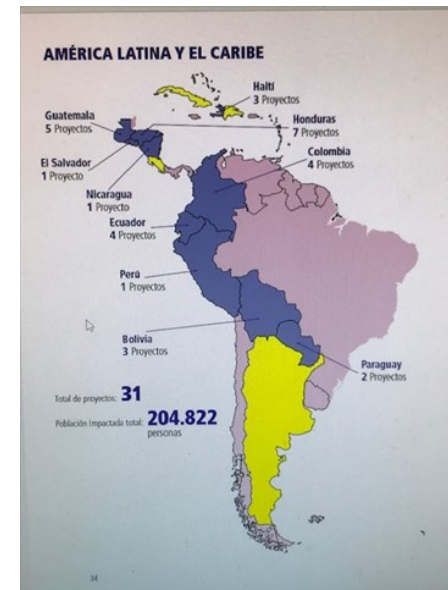 AMÉRICA LATINA Y EL CARIBE
Haití
3 Proyectos
Guatemala
5 Proyectos
Honduras
7 Proyectos
Colombia
4 Proyectos
El Salvador
1 Proyecto
Nicaragua
1 Proyecto
Ecuador
4 Proyectos
Perú
1 Proyectos
Bolivia
3 Proyectos
Paraguay
2 Proyectos
Total de proyectos: 31
Población Impactada total: 204.822
personas
34